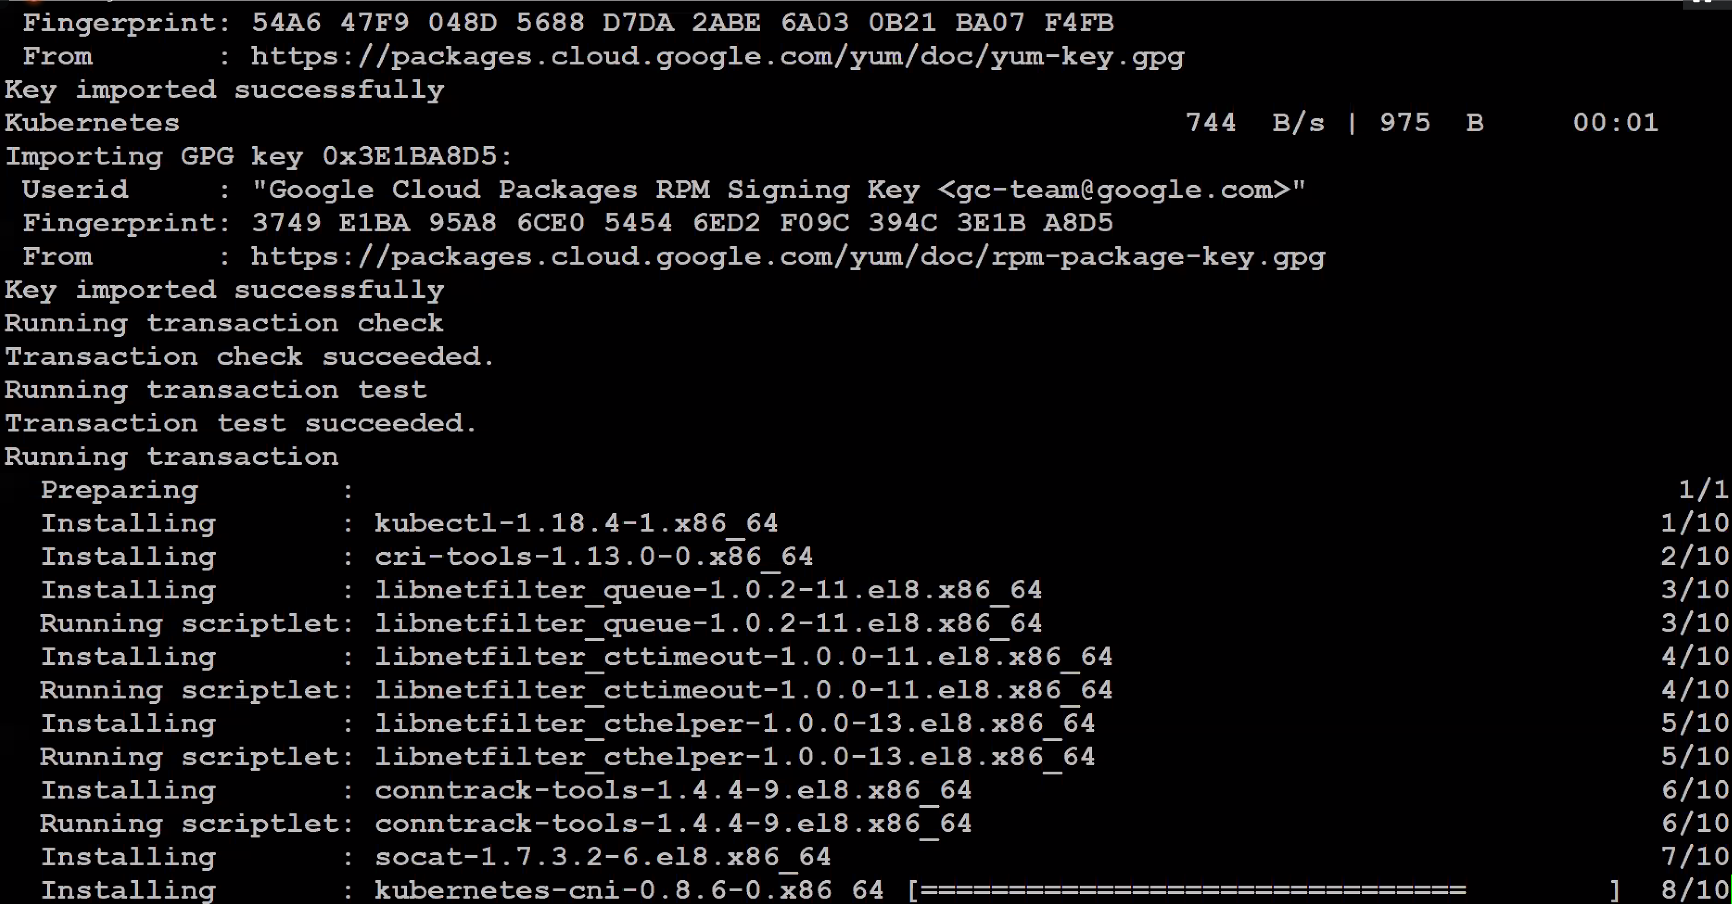 Fingerprint: 54A6 47F9 048D 5688 D7DA 2ABE 6A03 0B21 BA07 F4FB
From       : https://packages.cloud.google.com/yum/doc/yum-key.gpg
Key imported successfully
Kubernetes                                                         744  B/s | 975  B     00:01
Importing GPG key 0x3E1BA8D5:
Userid     : "Google Cloud Packages RPM Signing Key <gc-team@google.com>"
Fingerprint: 3749 E1BA 95A8 6CE0 5454 6ED2 F09C 394C 3E1B A8D5
From       : https://packages.cloud.google.com/yum/doc/rpm-package-key.gpg
Key imported successfully
Running transaction check
Transaction check succeeded.
Running transaction test
Transaction test succeeded.
Running transaction
Preparing        :                                                                            1/1
Installing       : kubectl-1.18.4-1.x86_64                                                   1/10
Installing       : cri-tools-1.13.0-0.x86_64                                                 2/10
Installing       : libnetfilter_queue-1.0.2-11.el8.x86_64                                    3/10
Running scriptlet: libnetfilter_queue-1.0.2-11.el8.x86_64                                    3/10
Installing       : libnetfilter_cttimeout-1.0.0-11.el8.x86_64                                4/10
Running scriptlet: libnetfilter_cttimeout-1.0.0-11.el8.x86_64                                4/10
Installing       : libnetfilter_cthelper-1.0.0-13.el8.x86_64                                 5/10
Running scriptlet: libnetfilter_cthelper-1.0.0-13.el8.x86_64                                 5/10
Installing       : conntrack-tools-1.4.4-9.el8.x86_64                                        6/10
Running scriptlet: conntrack-tools-1.4.4-9.el8.x86_64                                        6/10
Installing       : socat-1.7.3.2-6.el8.x86_64                                                7/10
Installing       : kubernetes-cni-0.8.6-0.x86_64 [===============================        ]  8/10